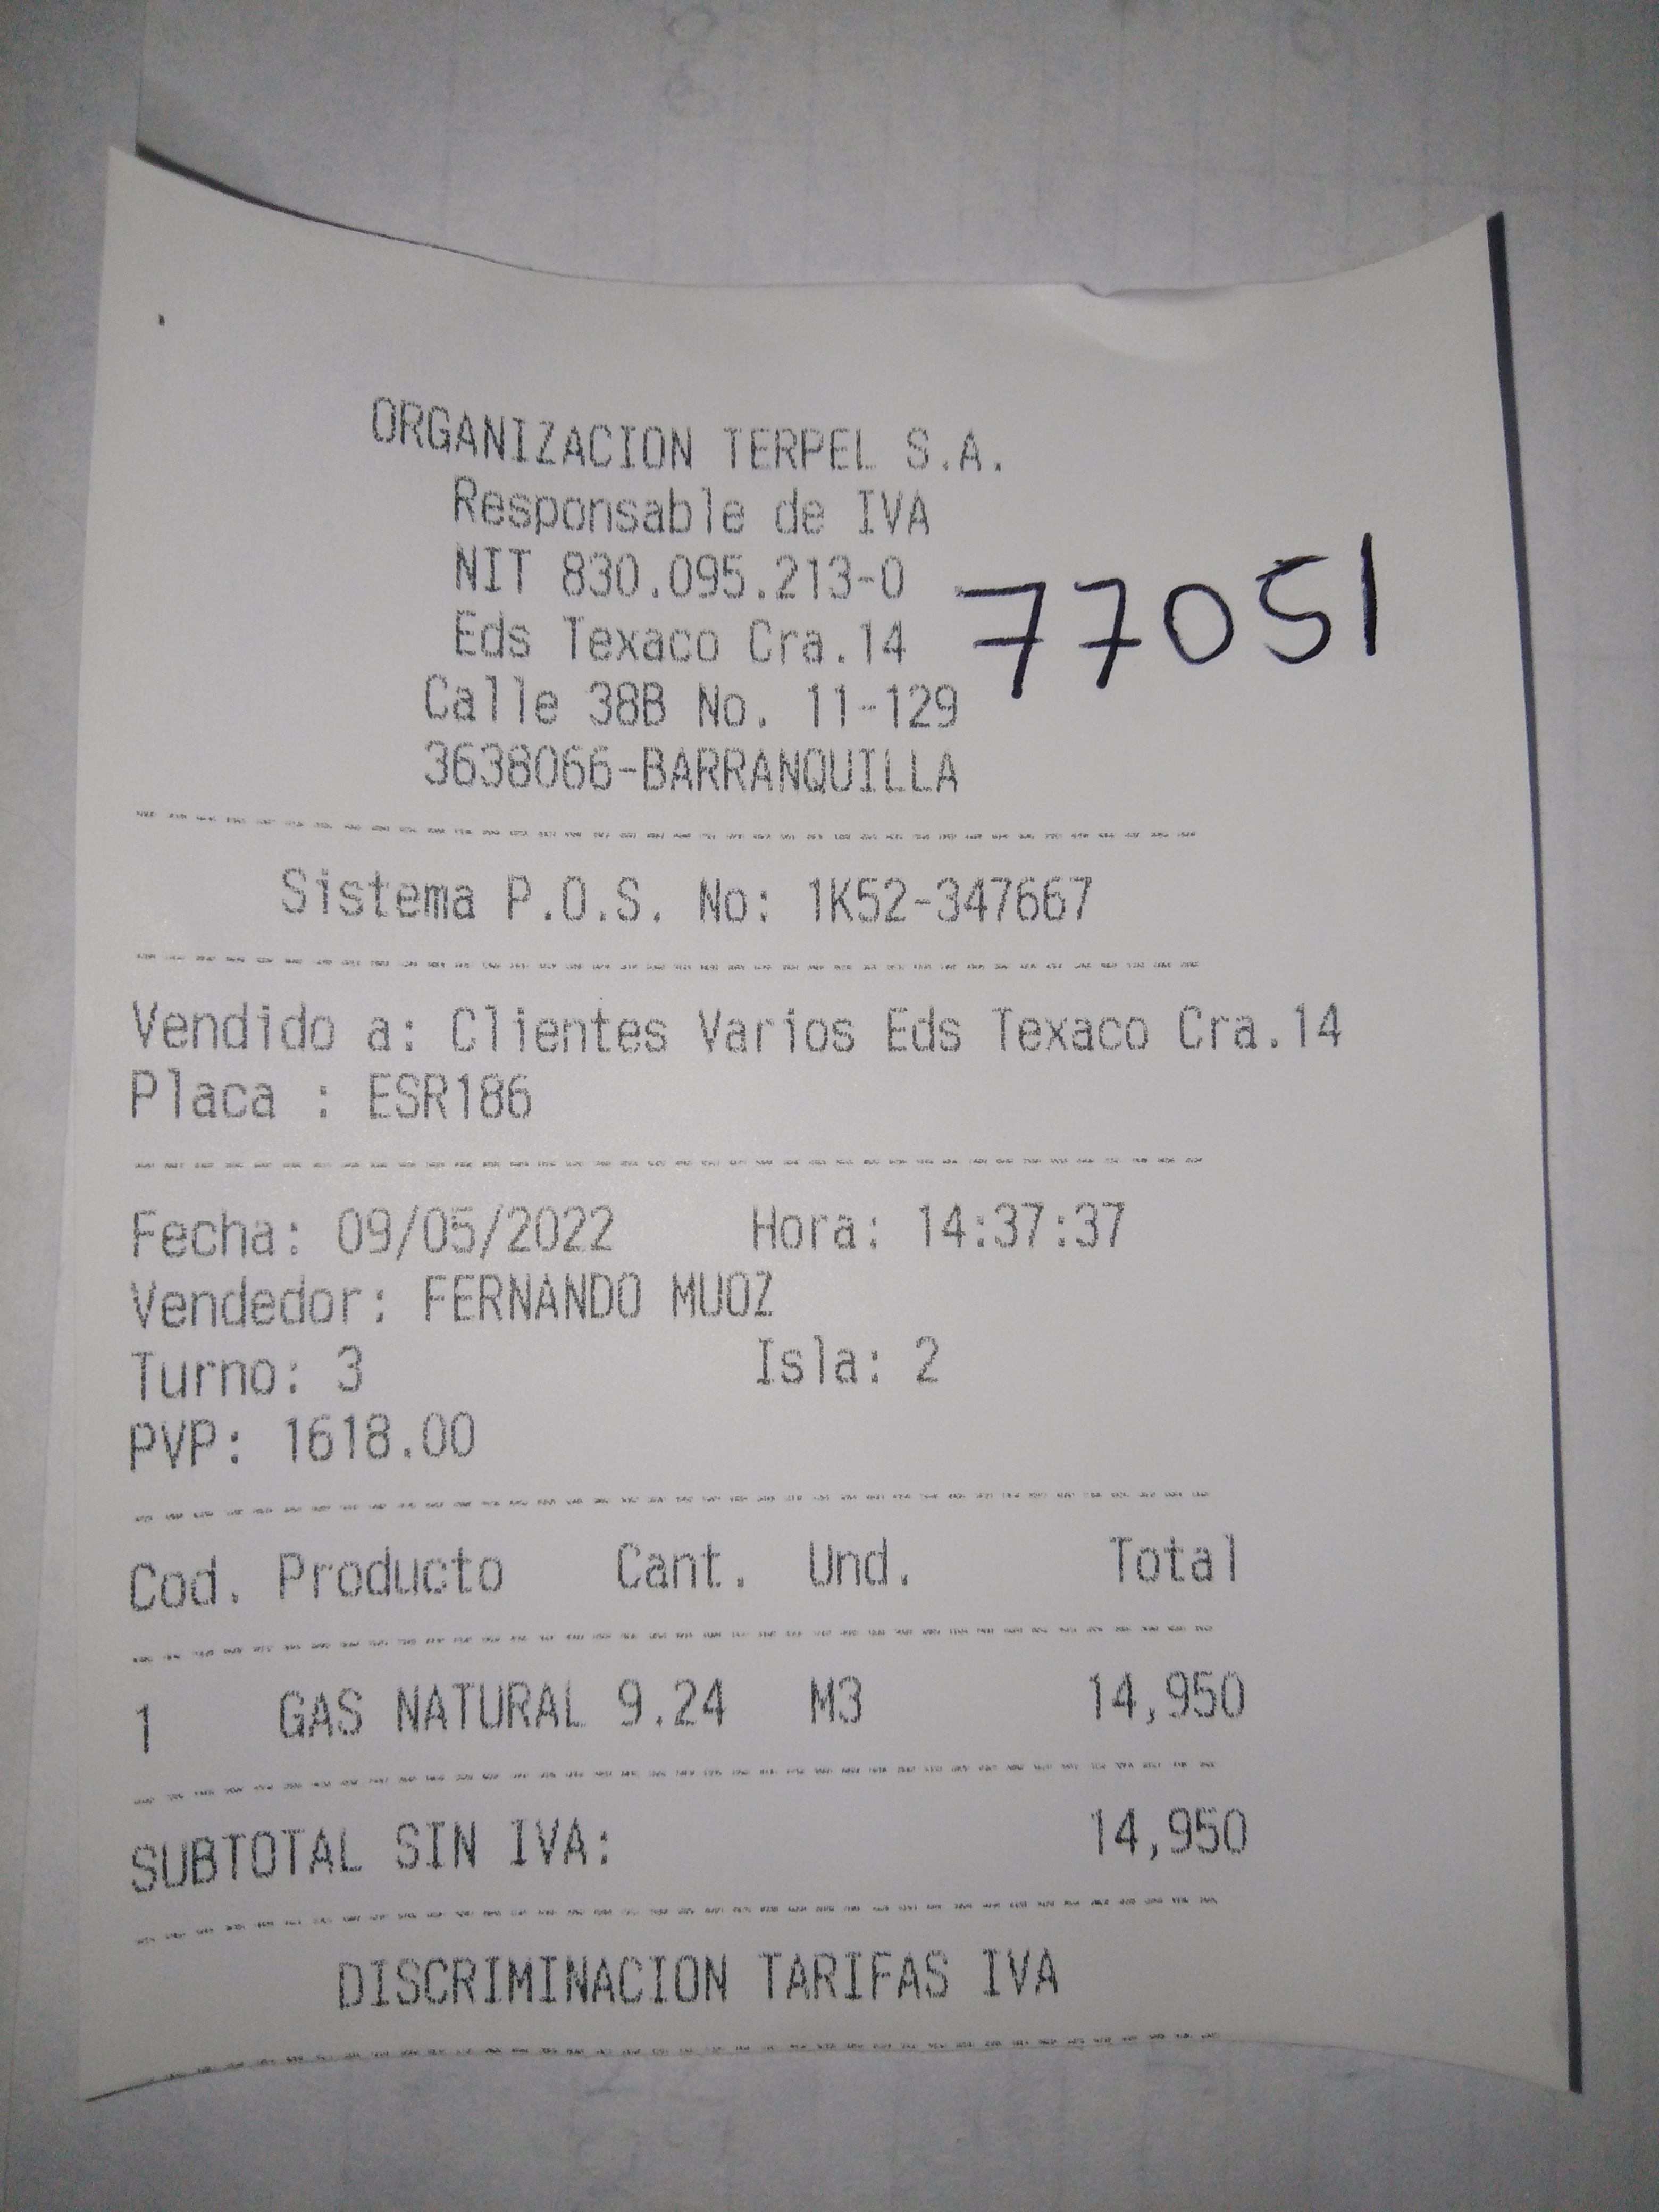 ORGANIZACION TERPEL S.A.
Responsable de IVA
NIT 830.095.213-0
77051
Eds Texaco Cra.14
Calle 38B No. 11-129
3638066-BARRANQUILLA
Sistema P.O.S. No: 1K52-347667
Vendido a: Clientes Varios Eds Texaco Cra.14
Placa : ESR186
Fecha: 09/05/2022 Hora: 14:37:37
Vendedor: FERNANDO MUOZ
Turno: 3 Isla: 2
PVP: 1618.00
Cod. Producto Cant. Und. Total
1 GAS NATURAL 9.24 M3 14,950
SUBTOTAL SIN IVA: 14,950
DISCRIMINACION TARIFAS IVA